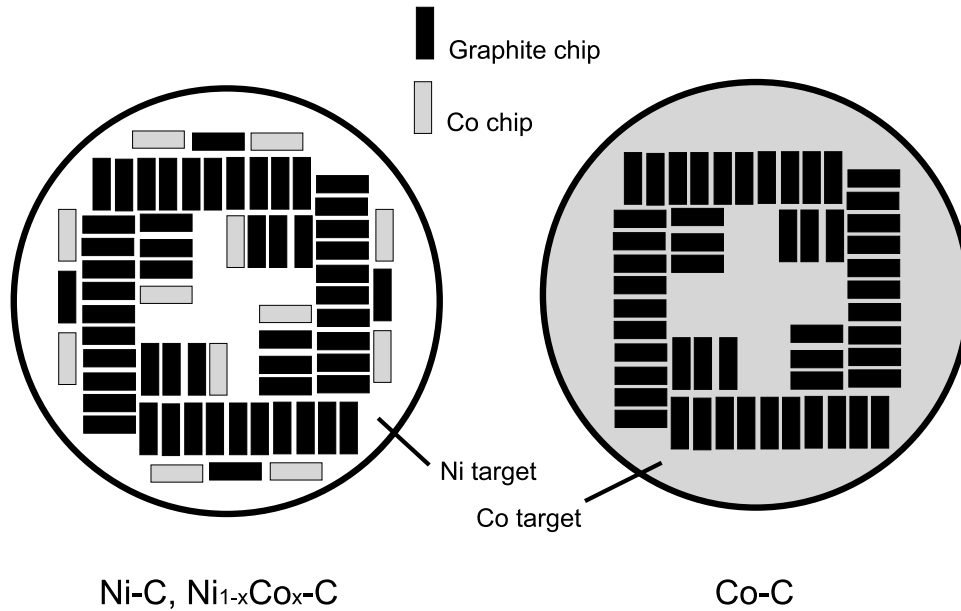 Graphite chip
Co chip
Ni target
Co target
Ni-C, Ni1-xCox-C
Co-C